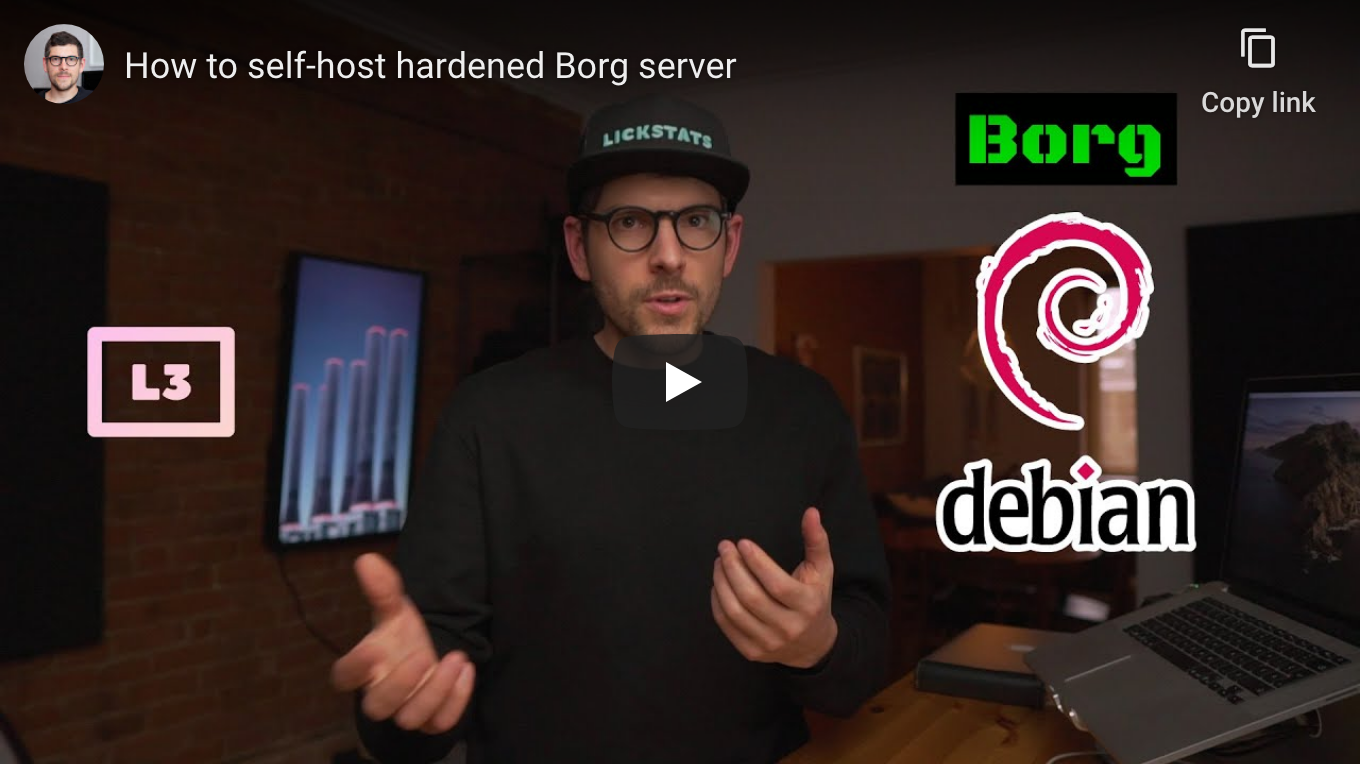 How to self-host hardened Borg server
Copy link
LICKSTATS
Borg
L3
debian